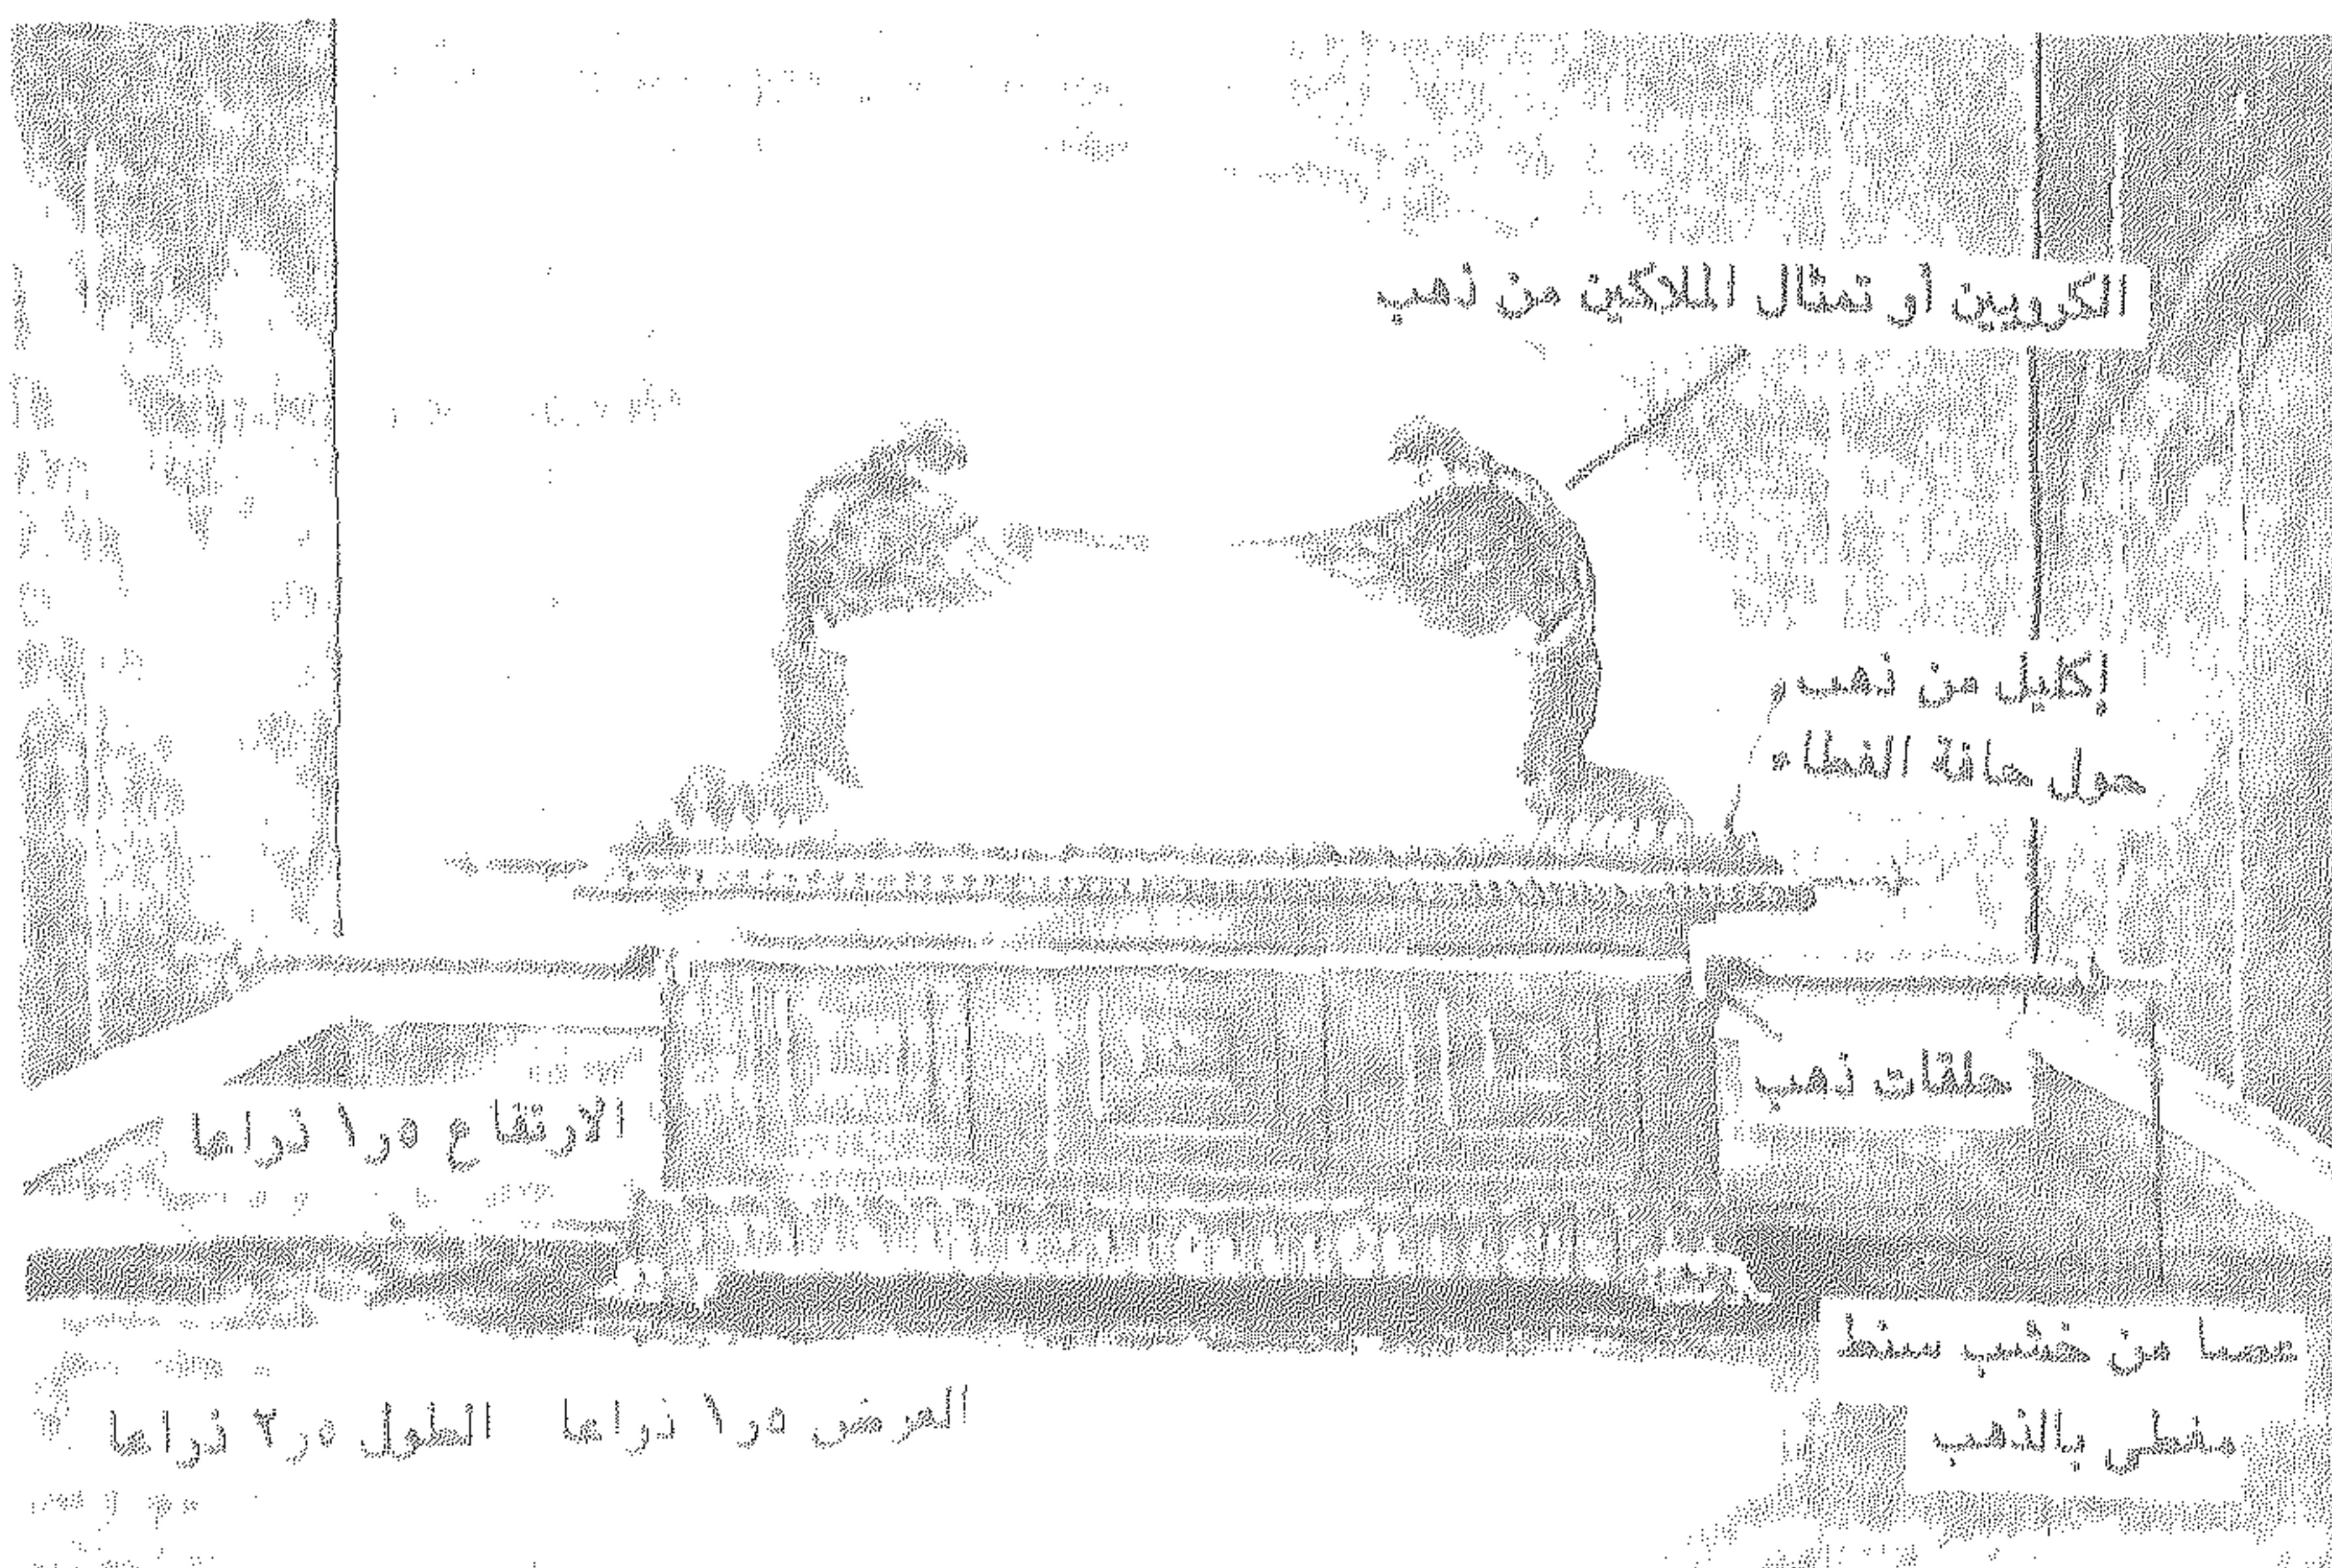 الكروبين أو تمثال الملاكين من ذهب
إكليل من ذهب
حول حافة الغطاء
حلقات ذهب
الارتفاع ٥ر١ ذراعا
عصا من خشب سنط
مغطى بالذهب
العرض ٥ر١ ذراعا الطول ٥ر٢ ذراعا